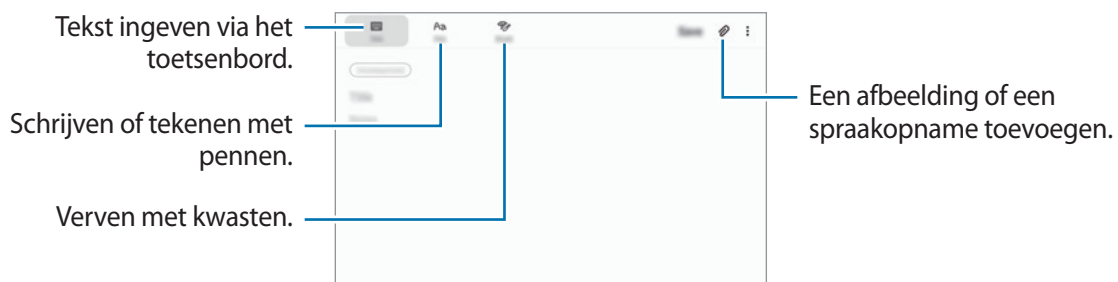 Tekst ingeven via het
toetsenbord.
Schrijven of tekenen met
pennen.
Verven met kwasten.
Aa
Een afbeelding of een
spraakopname toevoegen.